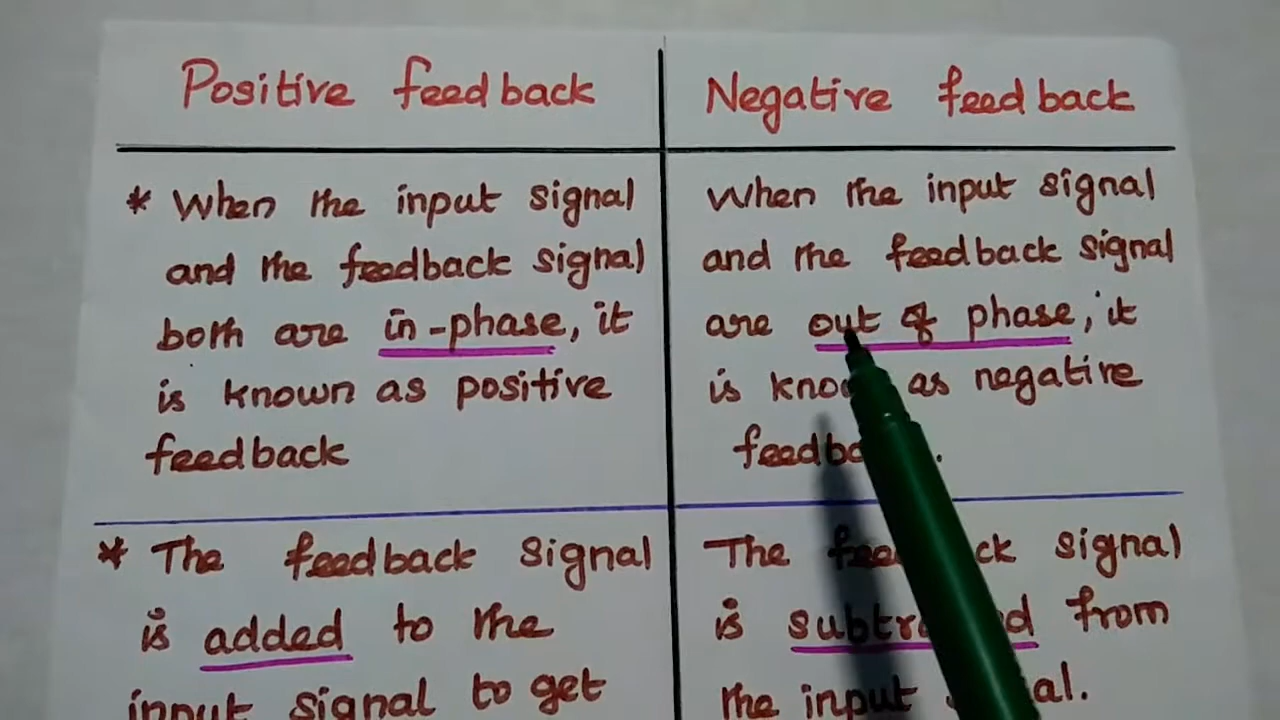 Positive feedback
* When the input signal
and the feedback signal
both are in-phase, it
is known as positive
feedback
* The feedback signal
is added to the
input signal to get
Negative feedback
When the input signal
and the feedback signal
are out of phase, it
is as negative
The signal
is from
the input